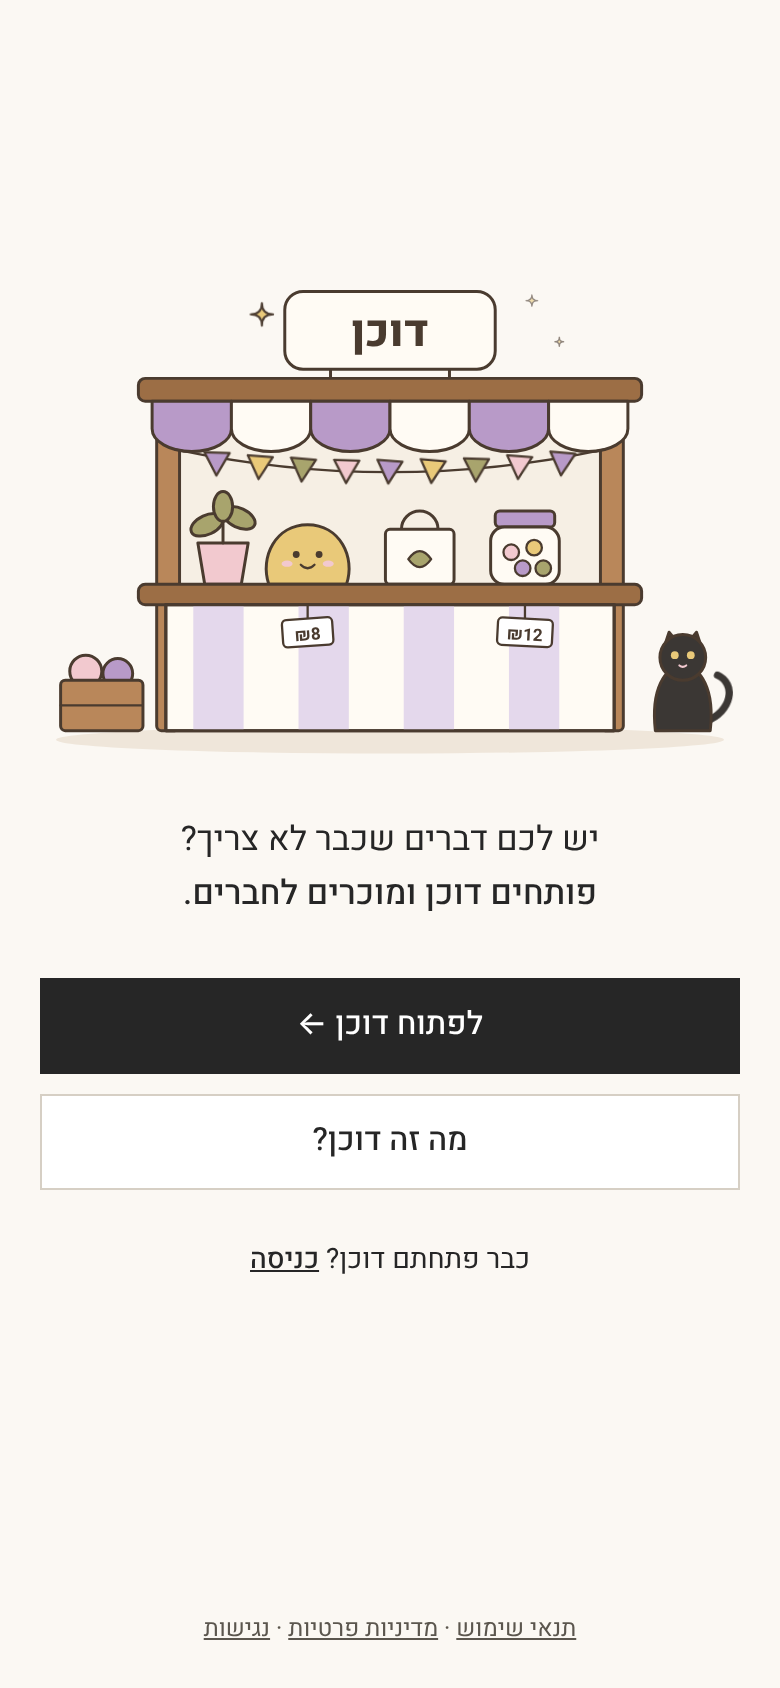 דוכן
₪8
₪12
יש לכם דברים שכבר לא צריך?
פותחים דוכן ומוכרים לחברים.
לפתוח דוכן ←
מה זה דוכן?
כבר פתחתם דוכן? כניסה
תנאי שימוש · מדיניות פרטיות · נגישות